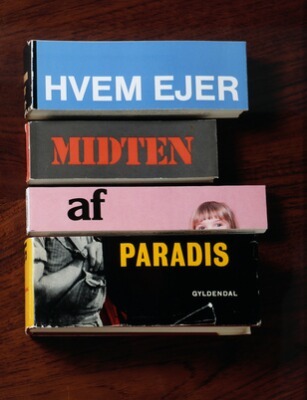 HVEM EJER
MIDTEN
af
PARADIS
GYLDENDAL